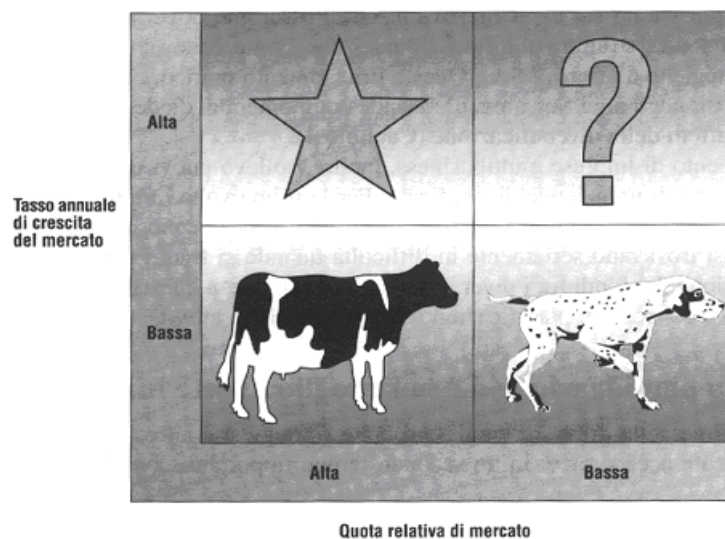 Alta
Tasso annuale
di crescita
del mercato
Bassa
?
Alta
Bassa
Quota relativa di mercato